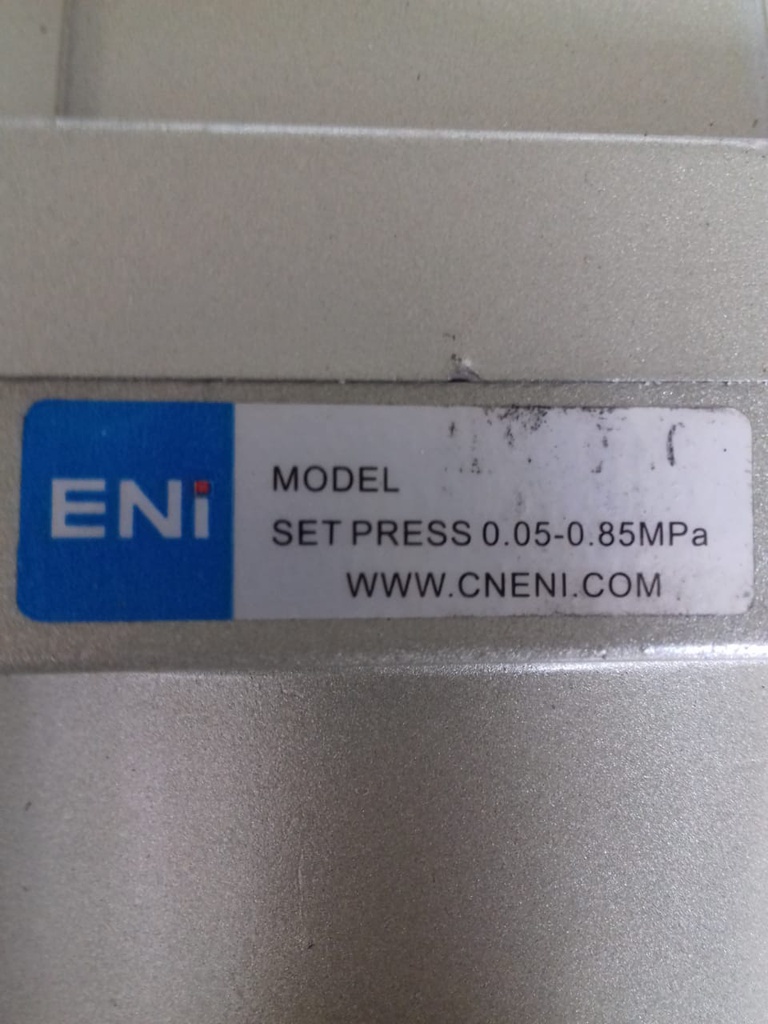 ENi
MODEL
SET PRESS 0.05-0.85MPa
WWW.CNENI.COM